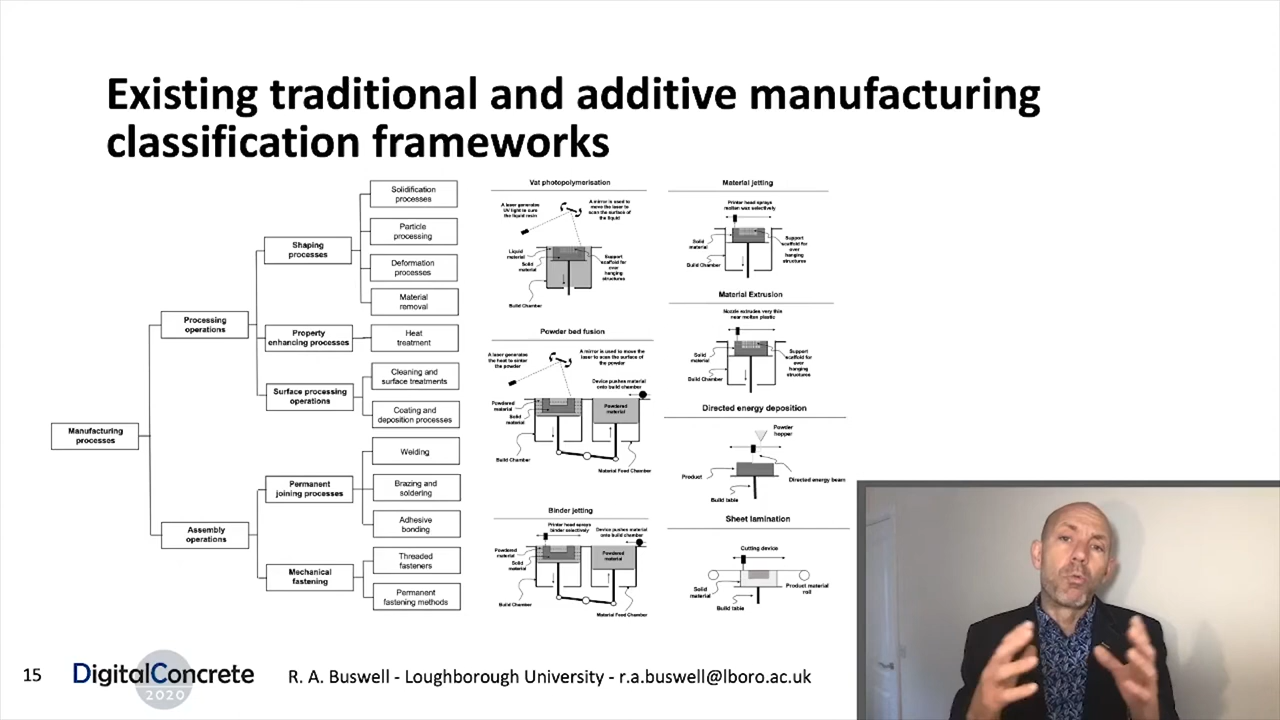 Existing traditional and additive manufacturing
classification frameworks
Manufacturing
processes
Processing
operations
Assembly
operations
Shaping
processes
Property
enhancing processes
Surface processing
operations
Permanent
joining processes
Mechanical
fastening
Solidification
processes
Particle
processing
Deformation
processes
Material
removal
Heat
treatment
Cleaning and
surface treatments
Coating and
deposition processes
Welding
Brazing and
soldering
Adhesive
bonding
Threaded
fasteners
Permanent
fastening methods
Vat photopolymerisation
A laser generates
UV light to cure
the liquid resin
A mirror is used to
move the laser to
scan the surface of
the liquid
Liquid
material
Solid
material
Support
scaffold for
over
hanging
structures
Build Chamber
Powder bed fusion
A laser generates
the heat to sinter
the powder
A mirror is used to move the
laser to scan the surface of
the powder
Device pushes material
onto build chamber
Powdered
material
Solid
material
Powdered
material
Build Chamber
Material Feed Chamber
Binder jetting
Printer head sprays
binder selectively
Device pushes material
onto build chamber
Powdered
material
Solid
material
Powdered
material
Build Chamber
Material Feed Chamber
Material jetting
Printer head sprays
molten wax selectively
Solid
material
Build Chamber
Support
scaffold for
over
hanging
structures
Material Extrusion
Nozzle extrudes very thin
near molten plastic
Solid
material
Build Chamber
Support
scaffold for
over
hanging
structures
Directed energy deposition
Powder
hopper
Product
Directed energy beam
Build table
Sheet lamination
Cutting device
Solid
material
Product material
roll
Build table
15
DigitalConcrete
2020
R. A. Buswell - Loughborough University - r.a.buswell@lboro.ac.uk